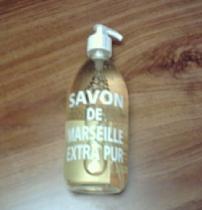 SAVON
DE
MARSEILLE
EXTRA PUR